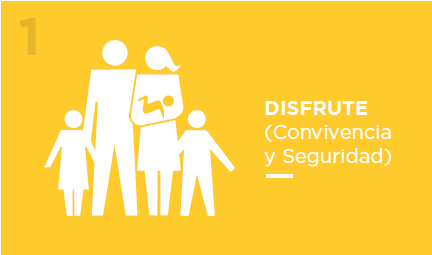 1
DISFRUTE
(Convivencia
y Seguridad)